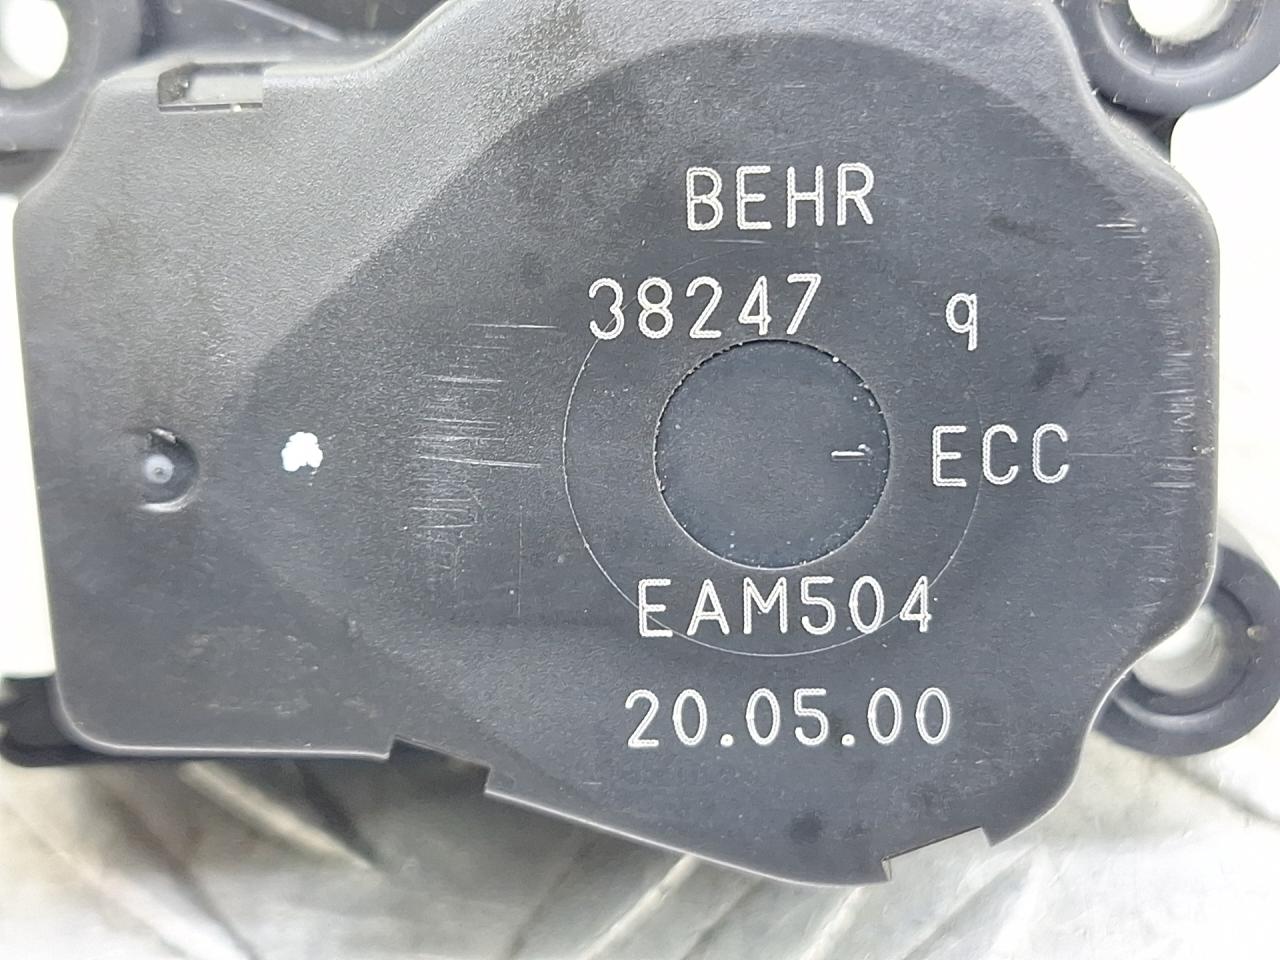 BEHR
38247 q
ECC
EAM504
20.05.00